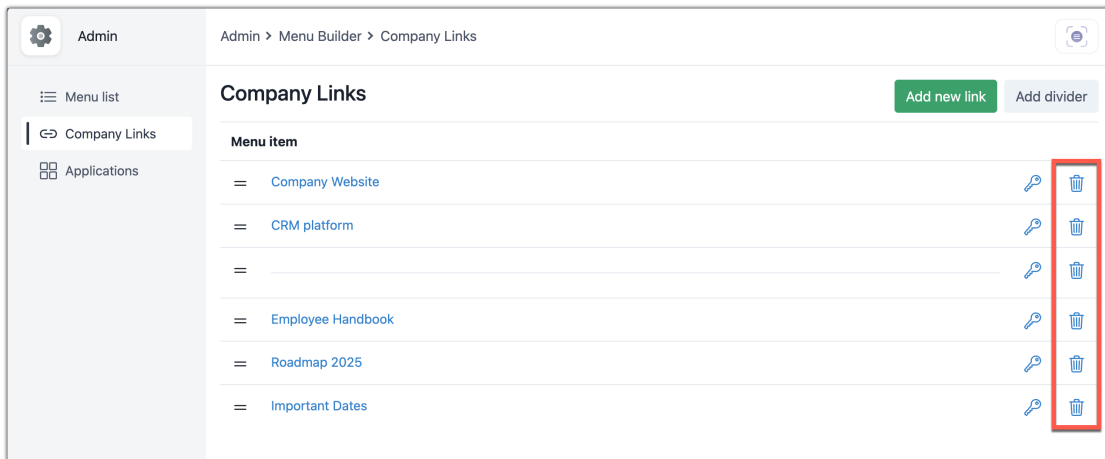 Admin
Admin > Menu Builder > Company Links
Menu list
Company Links
Applications
Company Links
Add new link
Add divider
Menu item
Company Website
CRM platform
Employee Handbook
Roadmap 2025
Important Dates